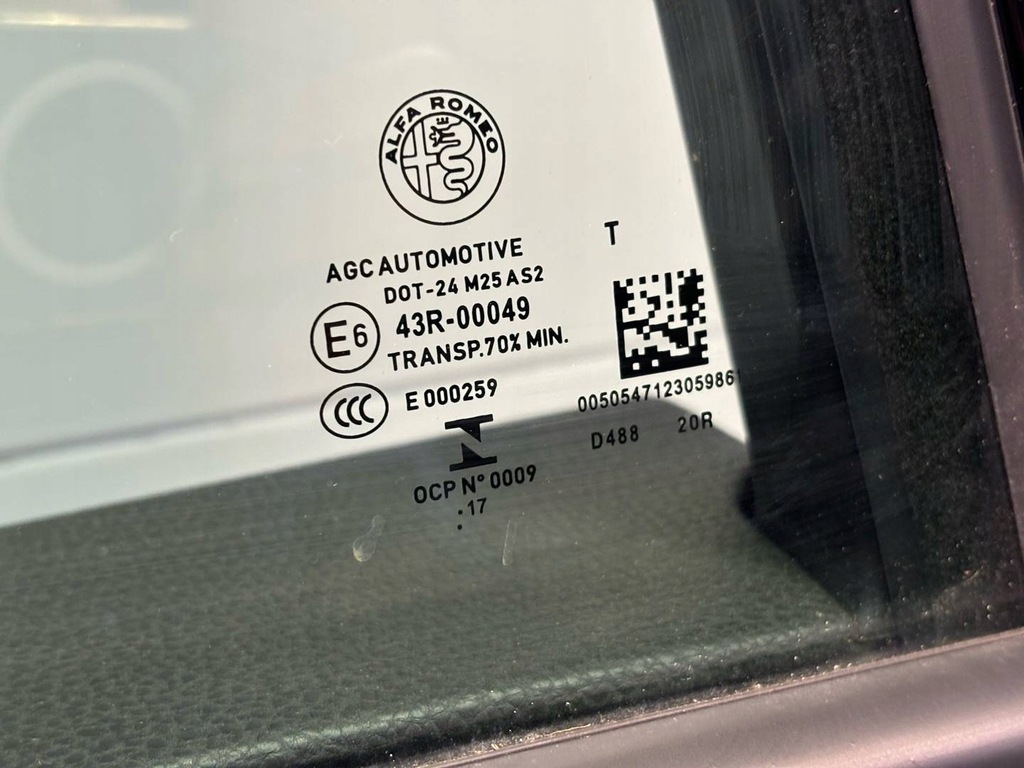 ALFA ROMEO
AGC AUTOMOTIVE
DOT-24 M25 AS2
E6
43R-00049
TRANSP.70% MIN.
CCC
E 000259
OCP N° 0009
.17
T
005054712305986
D488 20R